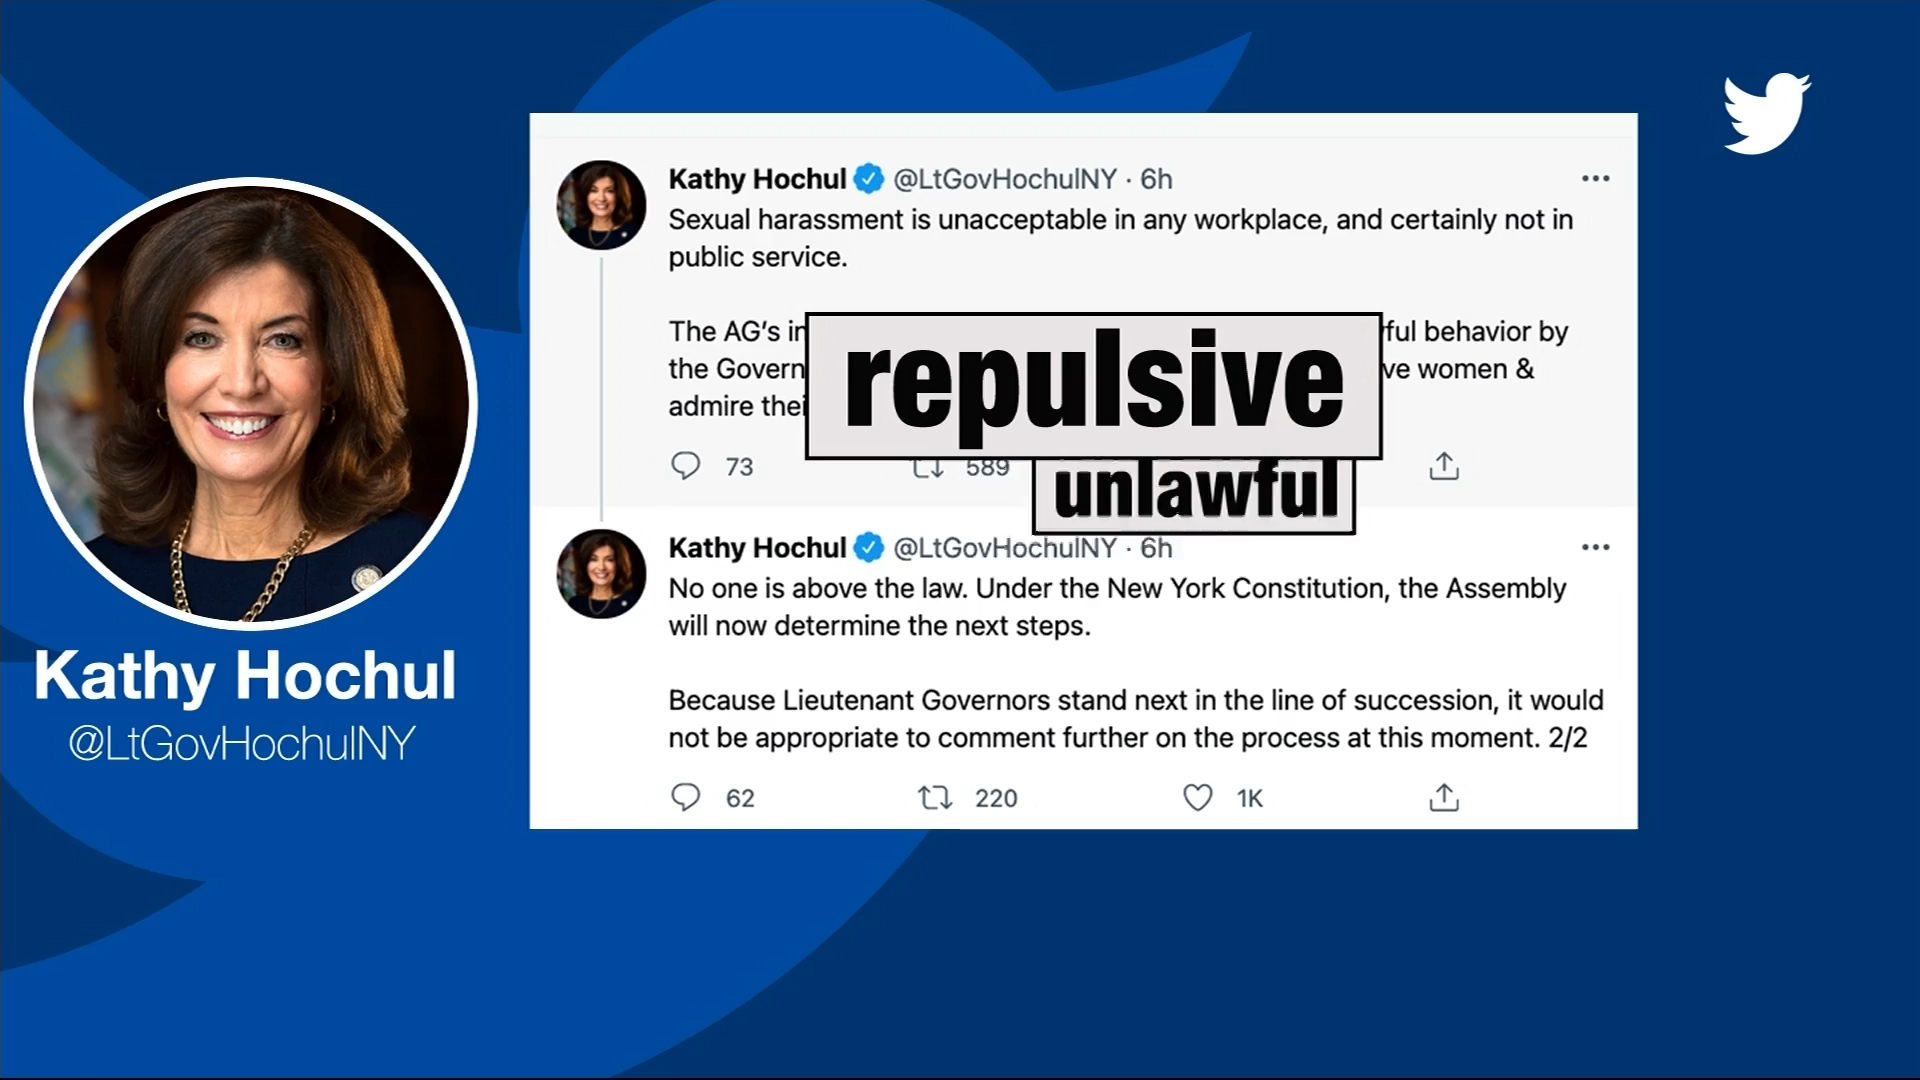 Kathy Hochul @LtGovHochulNY · 6h
Sexual harassment is unacceptable in any workplace, and certainly not in
public service.
The AG's
ful behavior by
the Govern
ve women &
admire
repulsive
73
589
unlawful
Kathy Hochul @LtGovHochulNY · 6h
No one is above the law. Under the New York Constitution, the Assembly
will now determine the next steps.
Because Lieutenant Governors stand next in the line of succession, it would
not be appropriate to comment further on the process at this moment. 2/2
62
220
1K
Kathy Hochul
@LtGovHochulNY